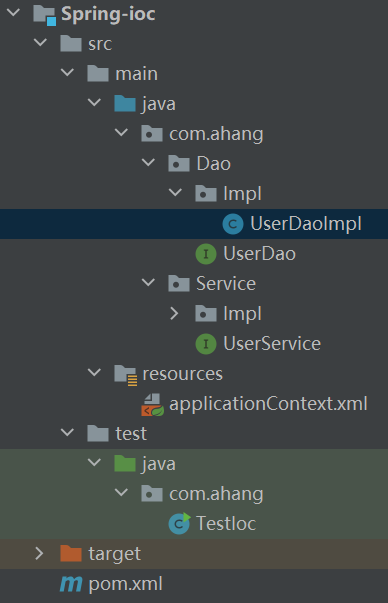 Spring-ioc
src
main
java
com.ahang
Dao
Impl
UserDaoImpl
UserDao
Service
Impl
UserService
resources
applicationContext.xml
test
java
com.ahang
TestIoc
target
pom.xml